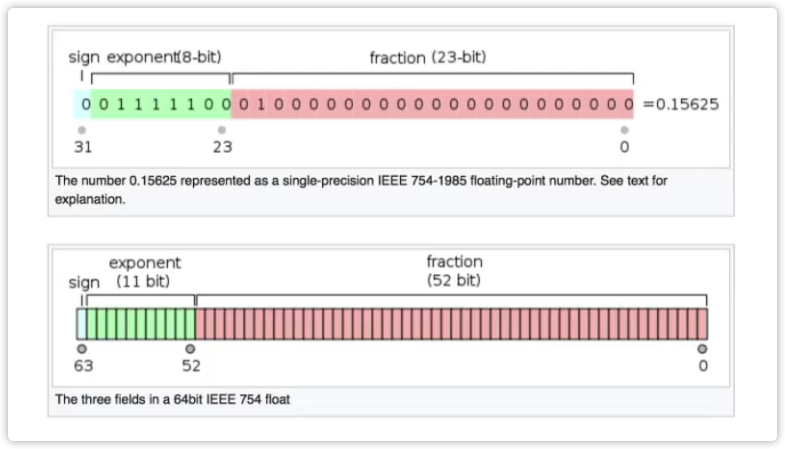 sign exponent(8-bit) fraction (23-bit)
0 0 1 1 1 1 1 0 0 0 1 0 0 0 0 0 0 0 0 0 0 0 0 0 0 0 0 0 0 0 0 0 =0.15625
31 23 0
The number 0.15625 represented as a single-precision IEEE 754-1985 floating-point number. See text for
explanation.
exponent fraction
sign (11 bit) (52 bit)
63 52 0
The three fields in a 64bit IEEE 754 float